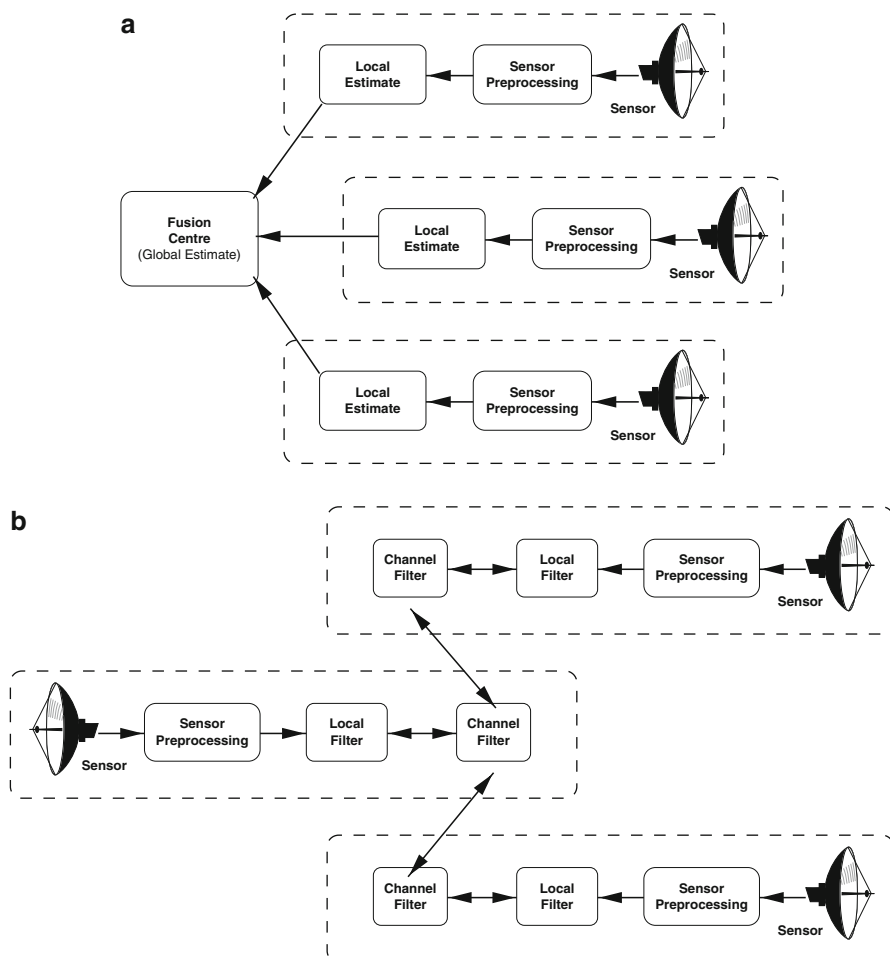 a
Local
Estimate
Sensor
Preprocessing
Sensor
Fusion
Centre
(Global Estimate)
Local
Estimate
Sensor
Preprocessing
Sensor
Local
Estimate
Sensor
Preprocessing
Sensor
b
Channel
Filter
Local
Filter
Sensor
Preprocessing
Sensor
Sensor
Sensor
Preprocessing
Local
Filter
Channel
Filter
Channel
Filter
Local
Filter
Sensor
Preprocessing
Sensor